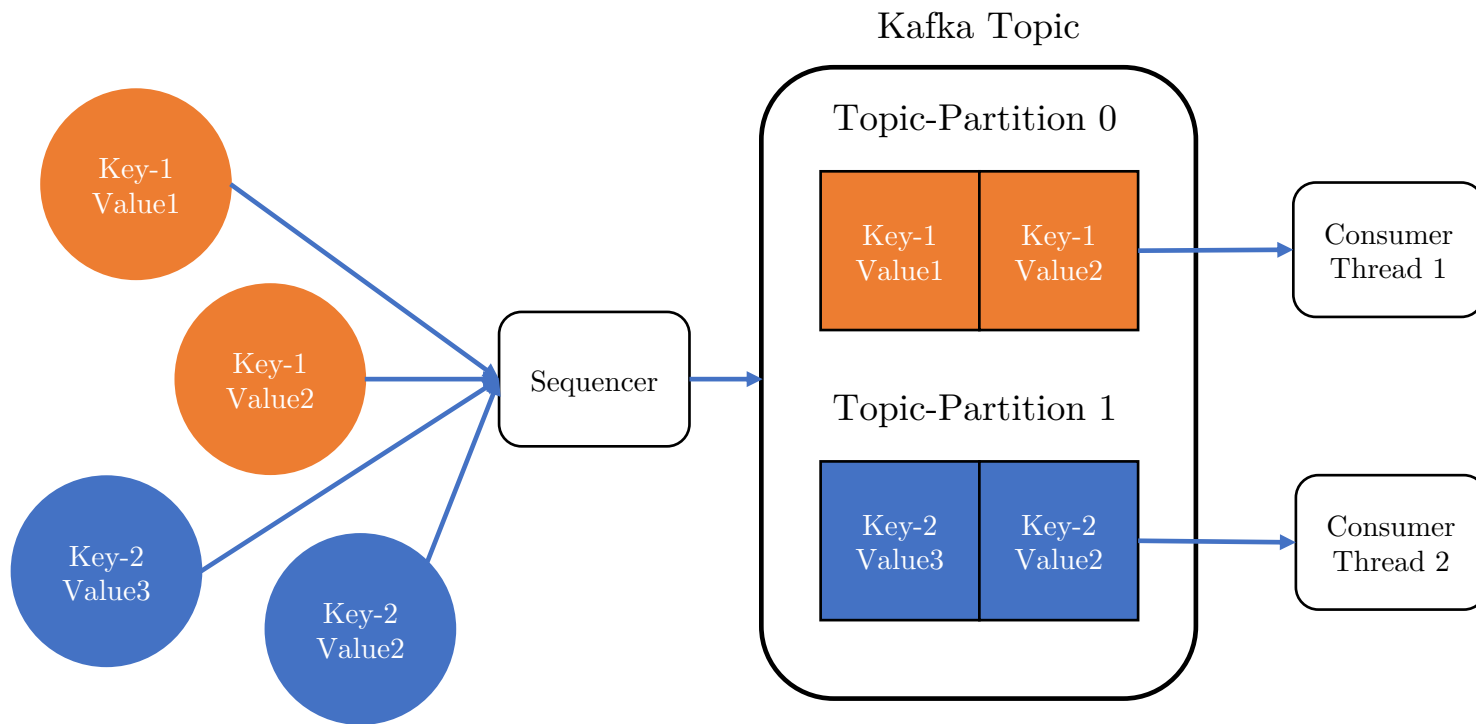 Kafka Topic
Topic-Partition 0
Key-1
Value1
Key-1
Value2
Key-2
Value3
Key-2
Value2
Sequencer
Key-1
Value1
Key-1
Value2
Consumer
Thread 1
Topic-Partition 1
Key-2
Value3
Key-2
Value2
Consumer
Thread 2